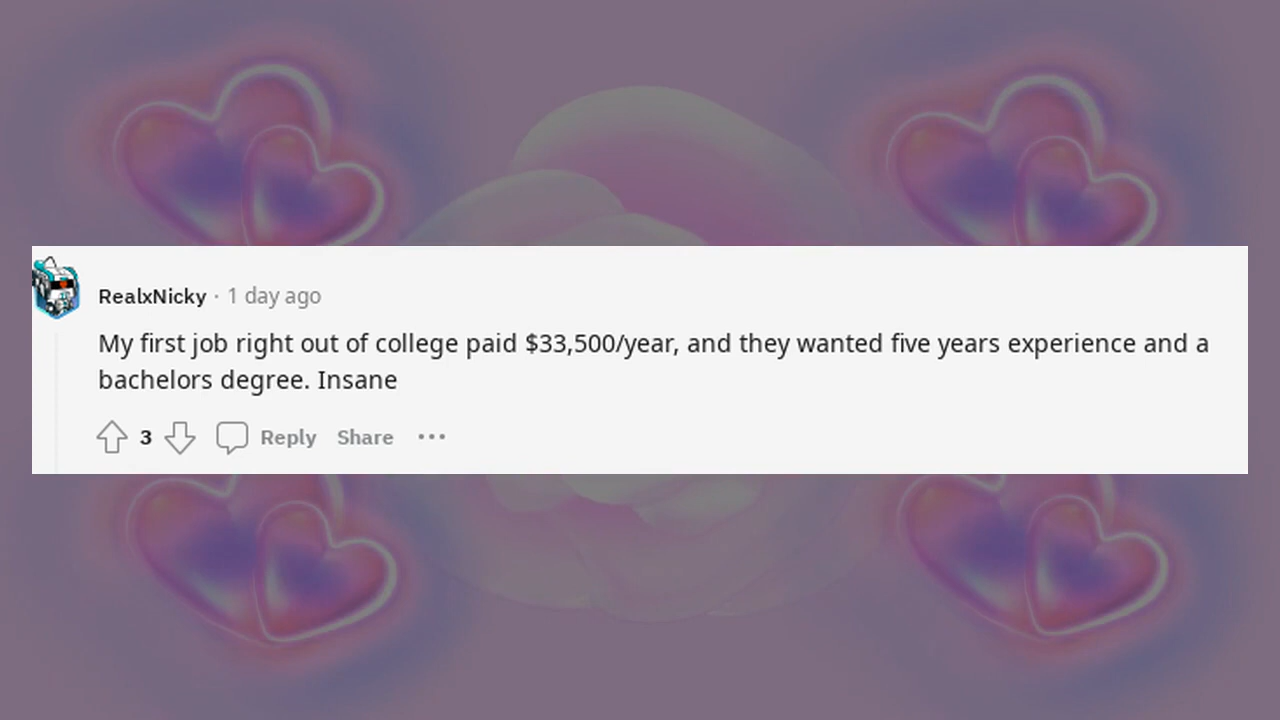 RealxNicky · 1 day ago
My first job right out of college paid $33,500/year, and they wanted five years experience and a
bachelors degree. Insane
3 Reply Share ···